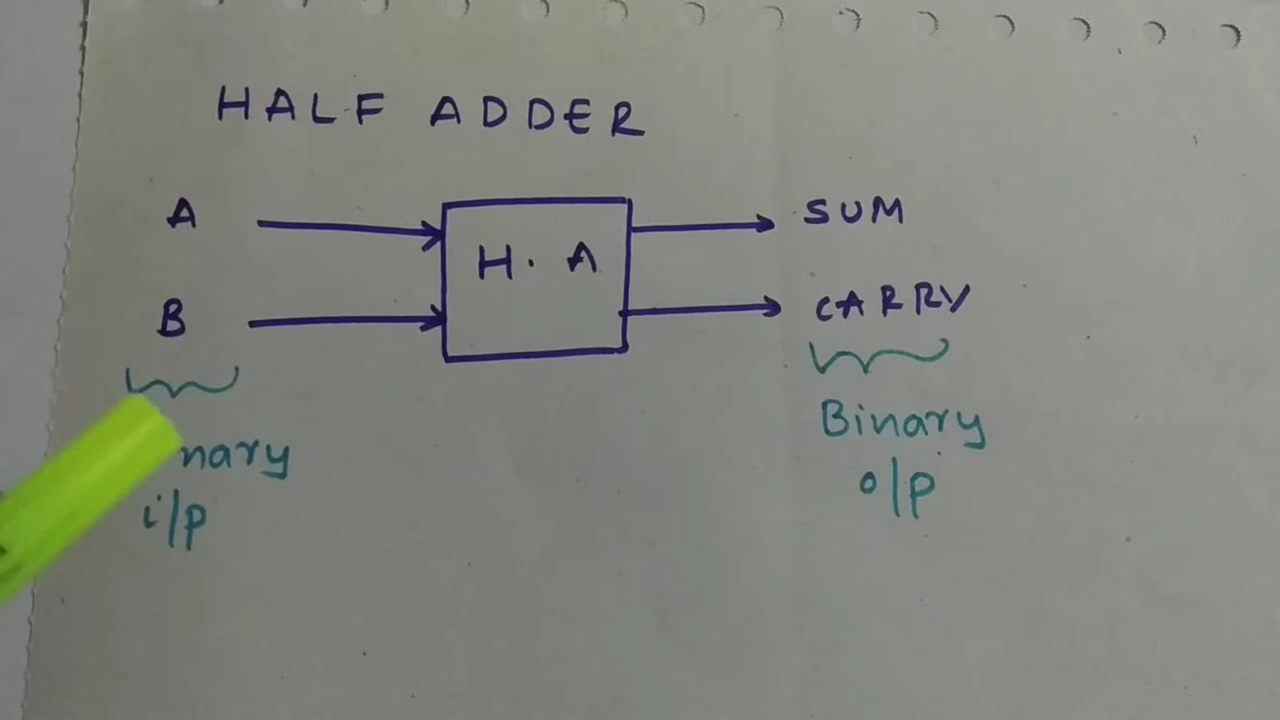 HALF ADDER
A
H. A
SUM
B
CARRY
Binary
o/p
nary
i/p